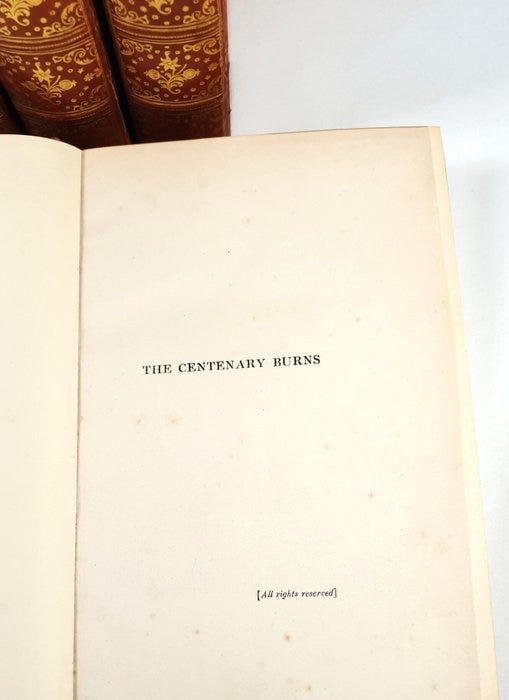 THE CENTENARY BURNS
[All rights reserved]